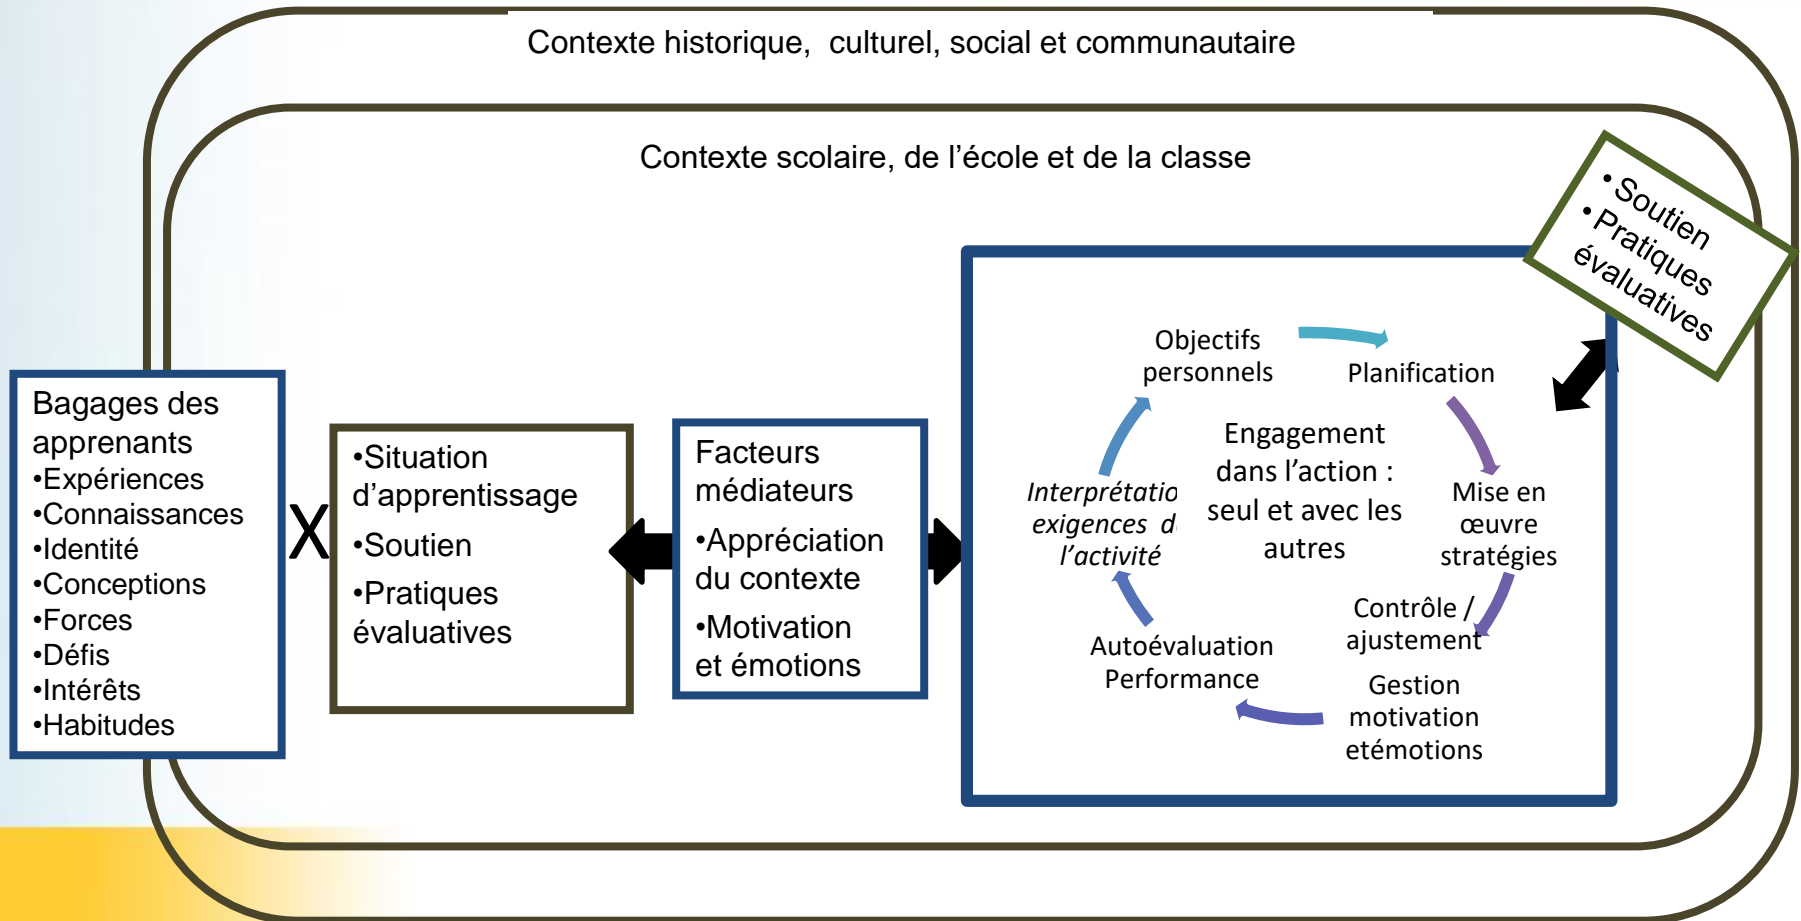 Contexte historique, culturel, social et communautaire
Contexte scolaire, de l'école et de la classe
•Soutien
•Pratiques
évaluatives
Bagages des
apprenants
•Expériences
•Connaissances
•Identité
•Conceptions
•Forces
•Défis
•Intérêts
•Habitudes
X
•Situation
d'apprentissage
•Soutien
•Pratiques
évaluatives
Facteurs
médiateurs
•Appréciation
du contexte
•Motivation
et émotions
Objectifs
personnels
Planification
Engagement
dans l'action :
seul et avec les
autres
Mise en
œuvre
stratégies
Contrôle /
ajustement
Gestion
motivation
etémotions
Autoévaluation
Performance
Interprétatio
exigences d
l'activité